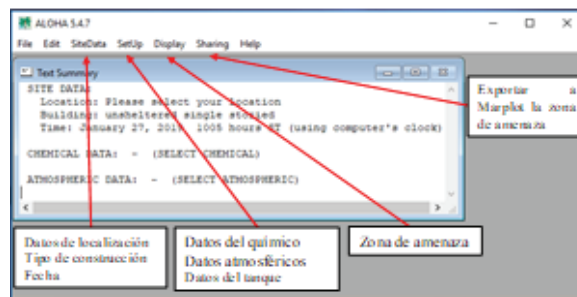 ALOHA 5.4.7
File Edit SiteData SetUp Display Sharing Help
Text Summary
SITE DATA:
Location: Please select your location
Building: unsheltered single storied
Time: January 27, 2019 1005 hours ST (using computer's clock)
CHEMICAL DATA: - (SELECT CHEMICAL)
ATMOSPHERIC DATA: - (SELECT ATMOSPHERIC)
Exportar a
Marplot la zona
de amenaza
Datos de localización
Tipo de construcción
Fecha
Datos del químico
Datos atmosféricos
Datos del tanque
Zona de amenaza